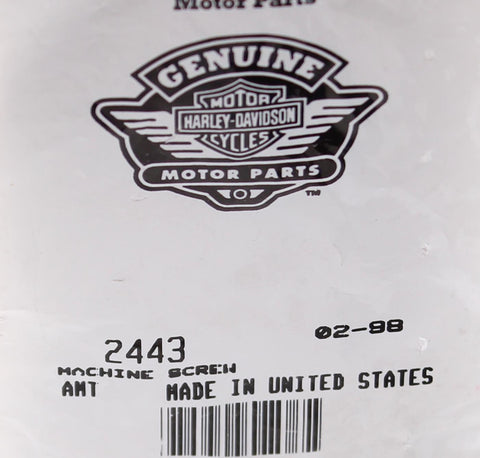 Motor Parts
GENUINE
MOTOR
HARLEY-DAVIDSON
CYCLES
MOTOR PARTS
TM
02-98
2443
MACHINE SCREW
AMT MADE IN UNITED STATES